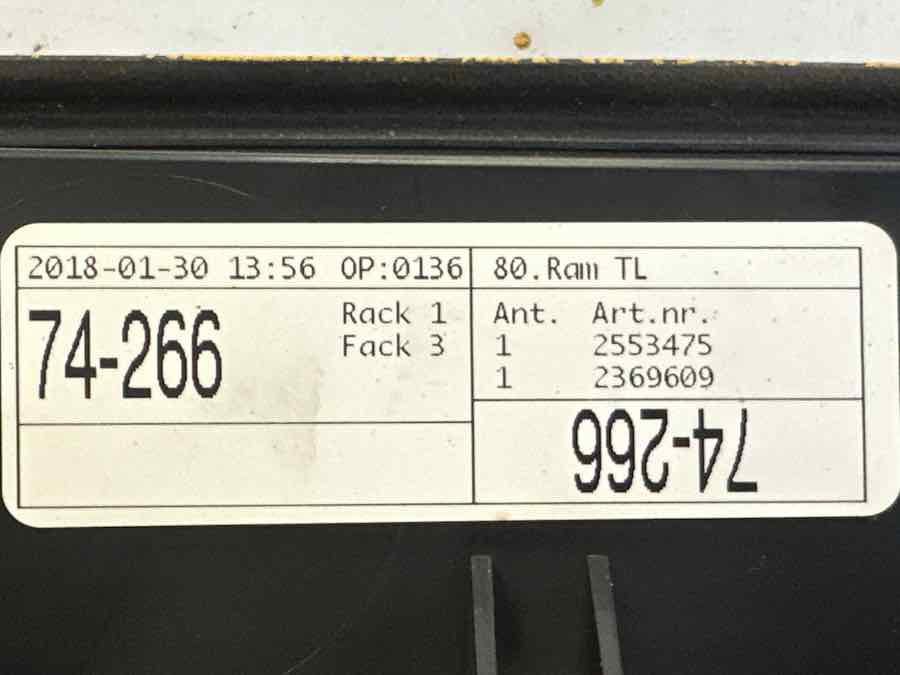 2018-01-30 13:56 OP:0136
80.Ram TL
74-266
Rack 1
Fack 3
Ant. Art.nr.
1 2553475
1 2369609
74-266